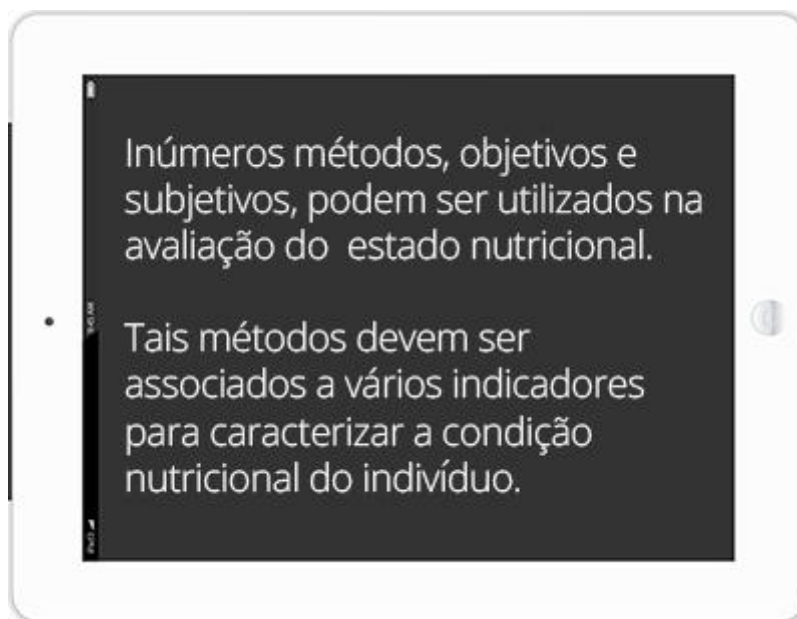 Inúmeros métodos, objetivos e
subjetivos, podem ser utilizados na
avaliação do estado nutricional.
Tais métodos devem ser
associados a vários indicadores
para caracterizar a condição
nutricional do indivíduo.